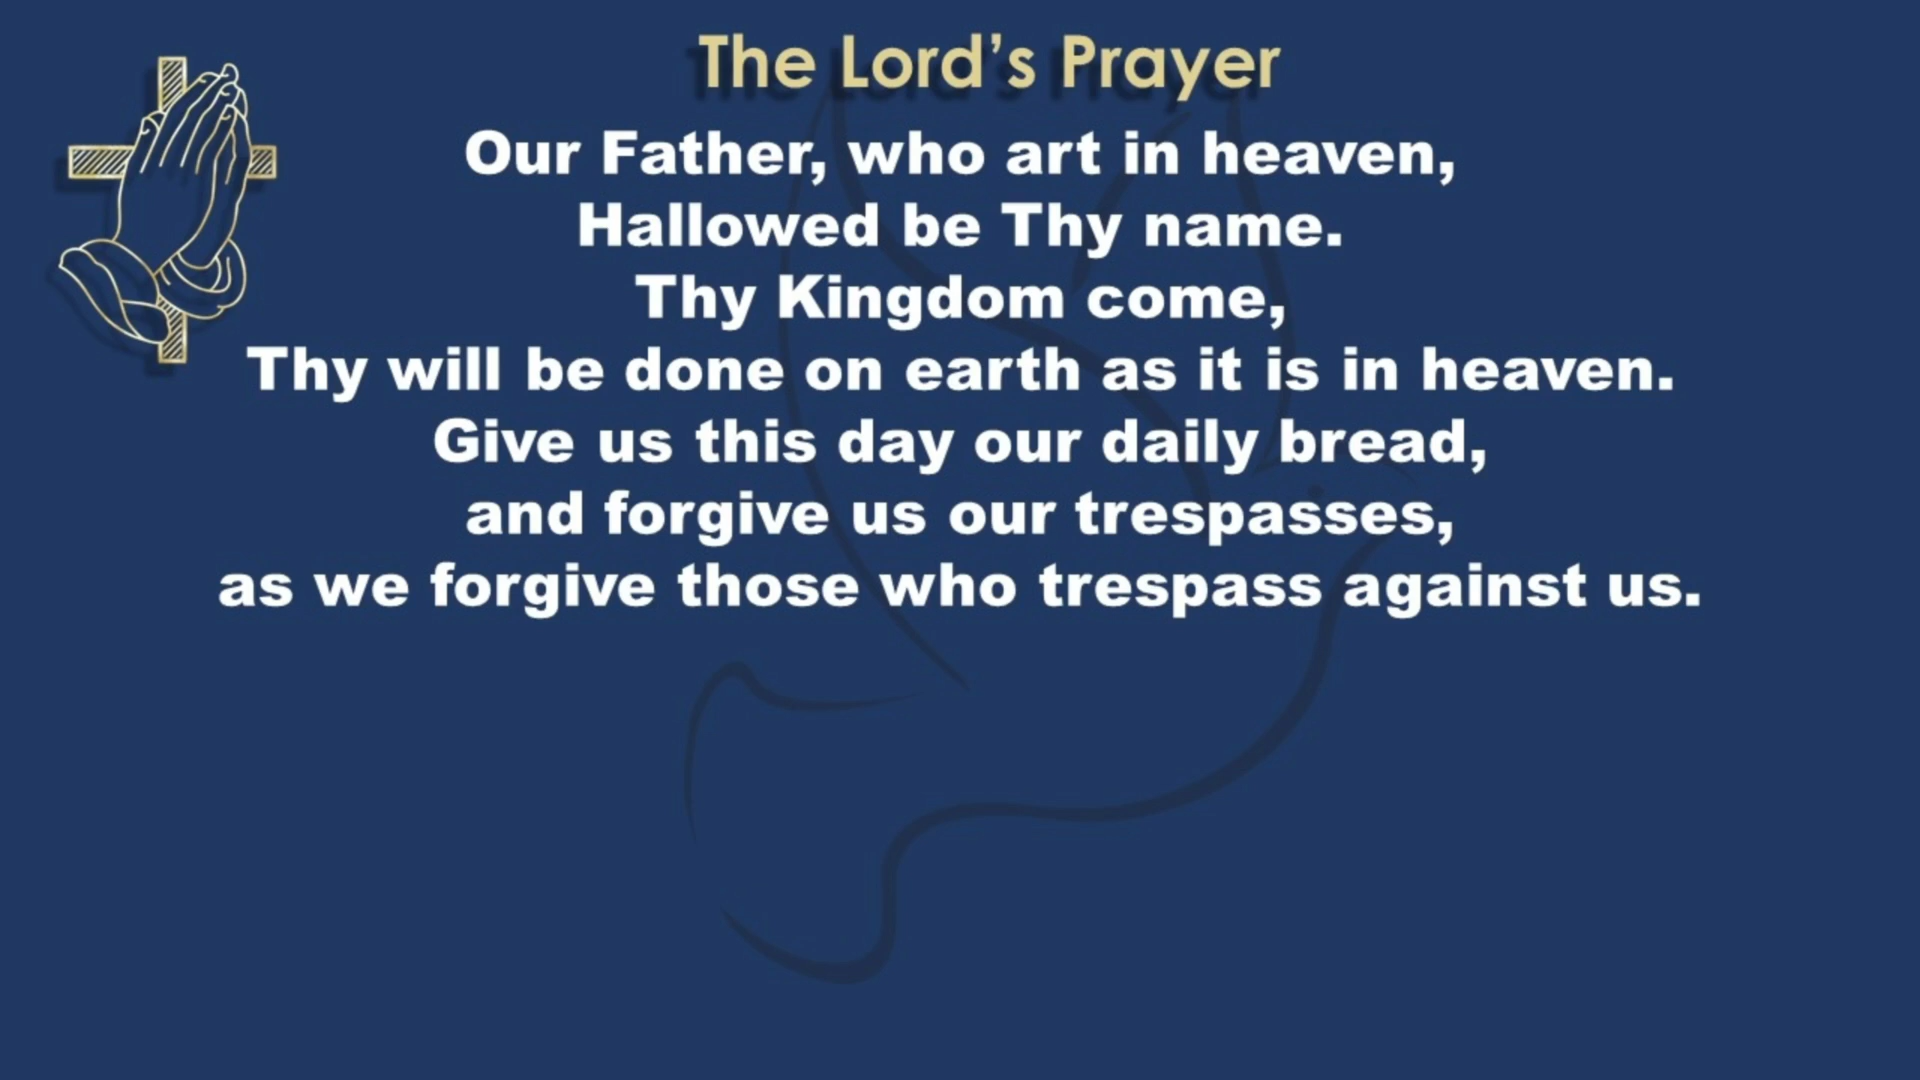 The Lord’s Prayer
Our Father, who art in heaven,
Hallowed be Thy name.
Thy Kingdom come,
Thy will be done on earth as it is in heaven.
Give us this day our daily bread,
and forgive us our trespasses,
as we forgive those who trespass against us.